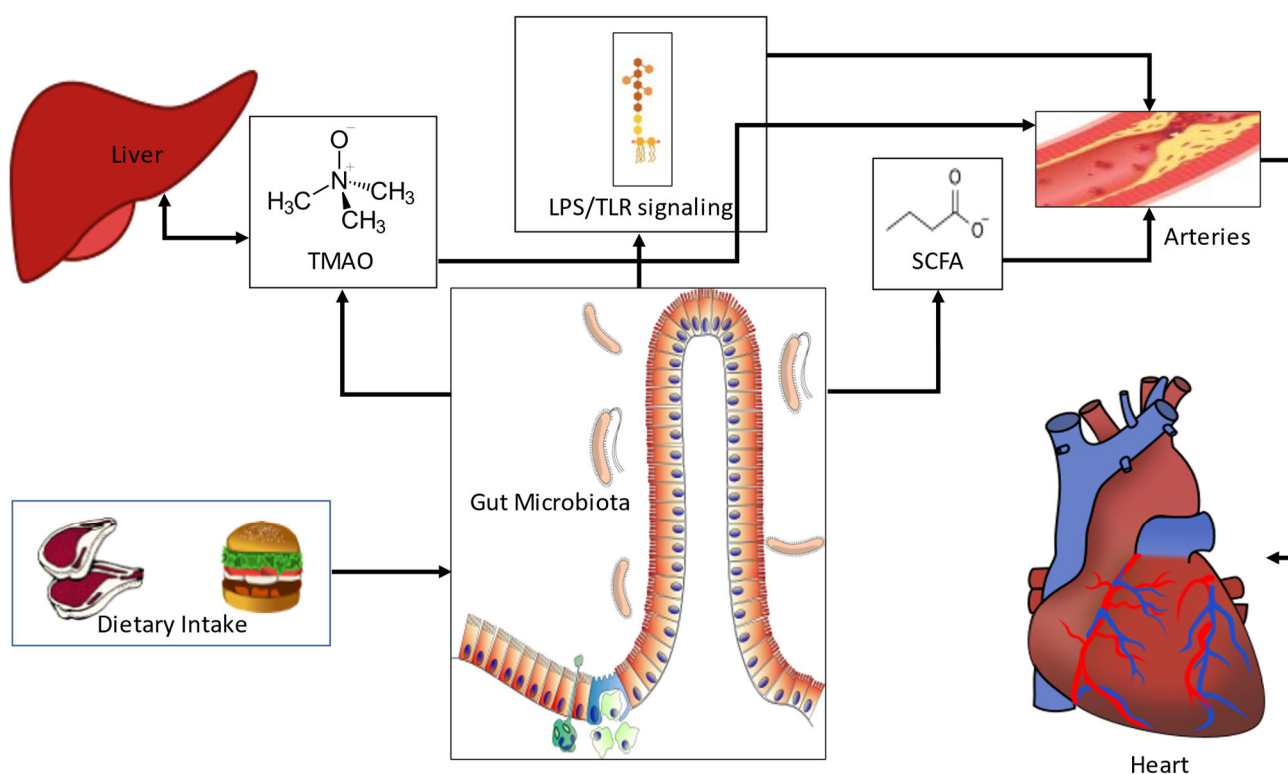 Liver
O
−
+
N
H₃C
CH₃
CH₃
TMAO
LPS/TLR signaling
O
O⁻
SCFA
Arteries
Gut Microbiota
Dietary Intake
Heart